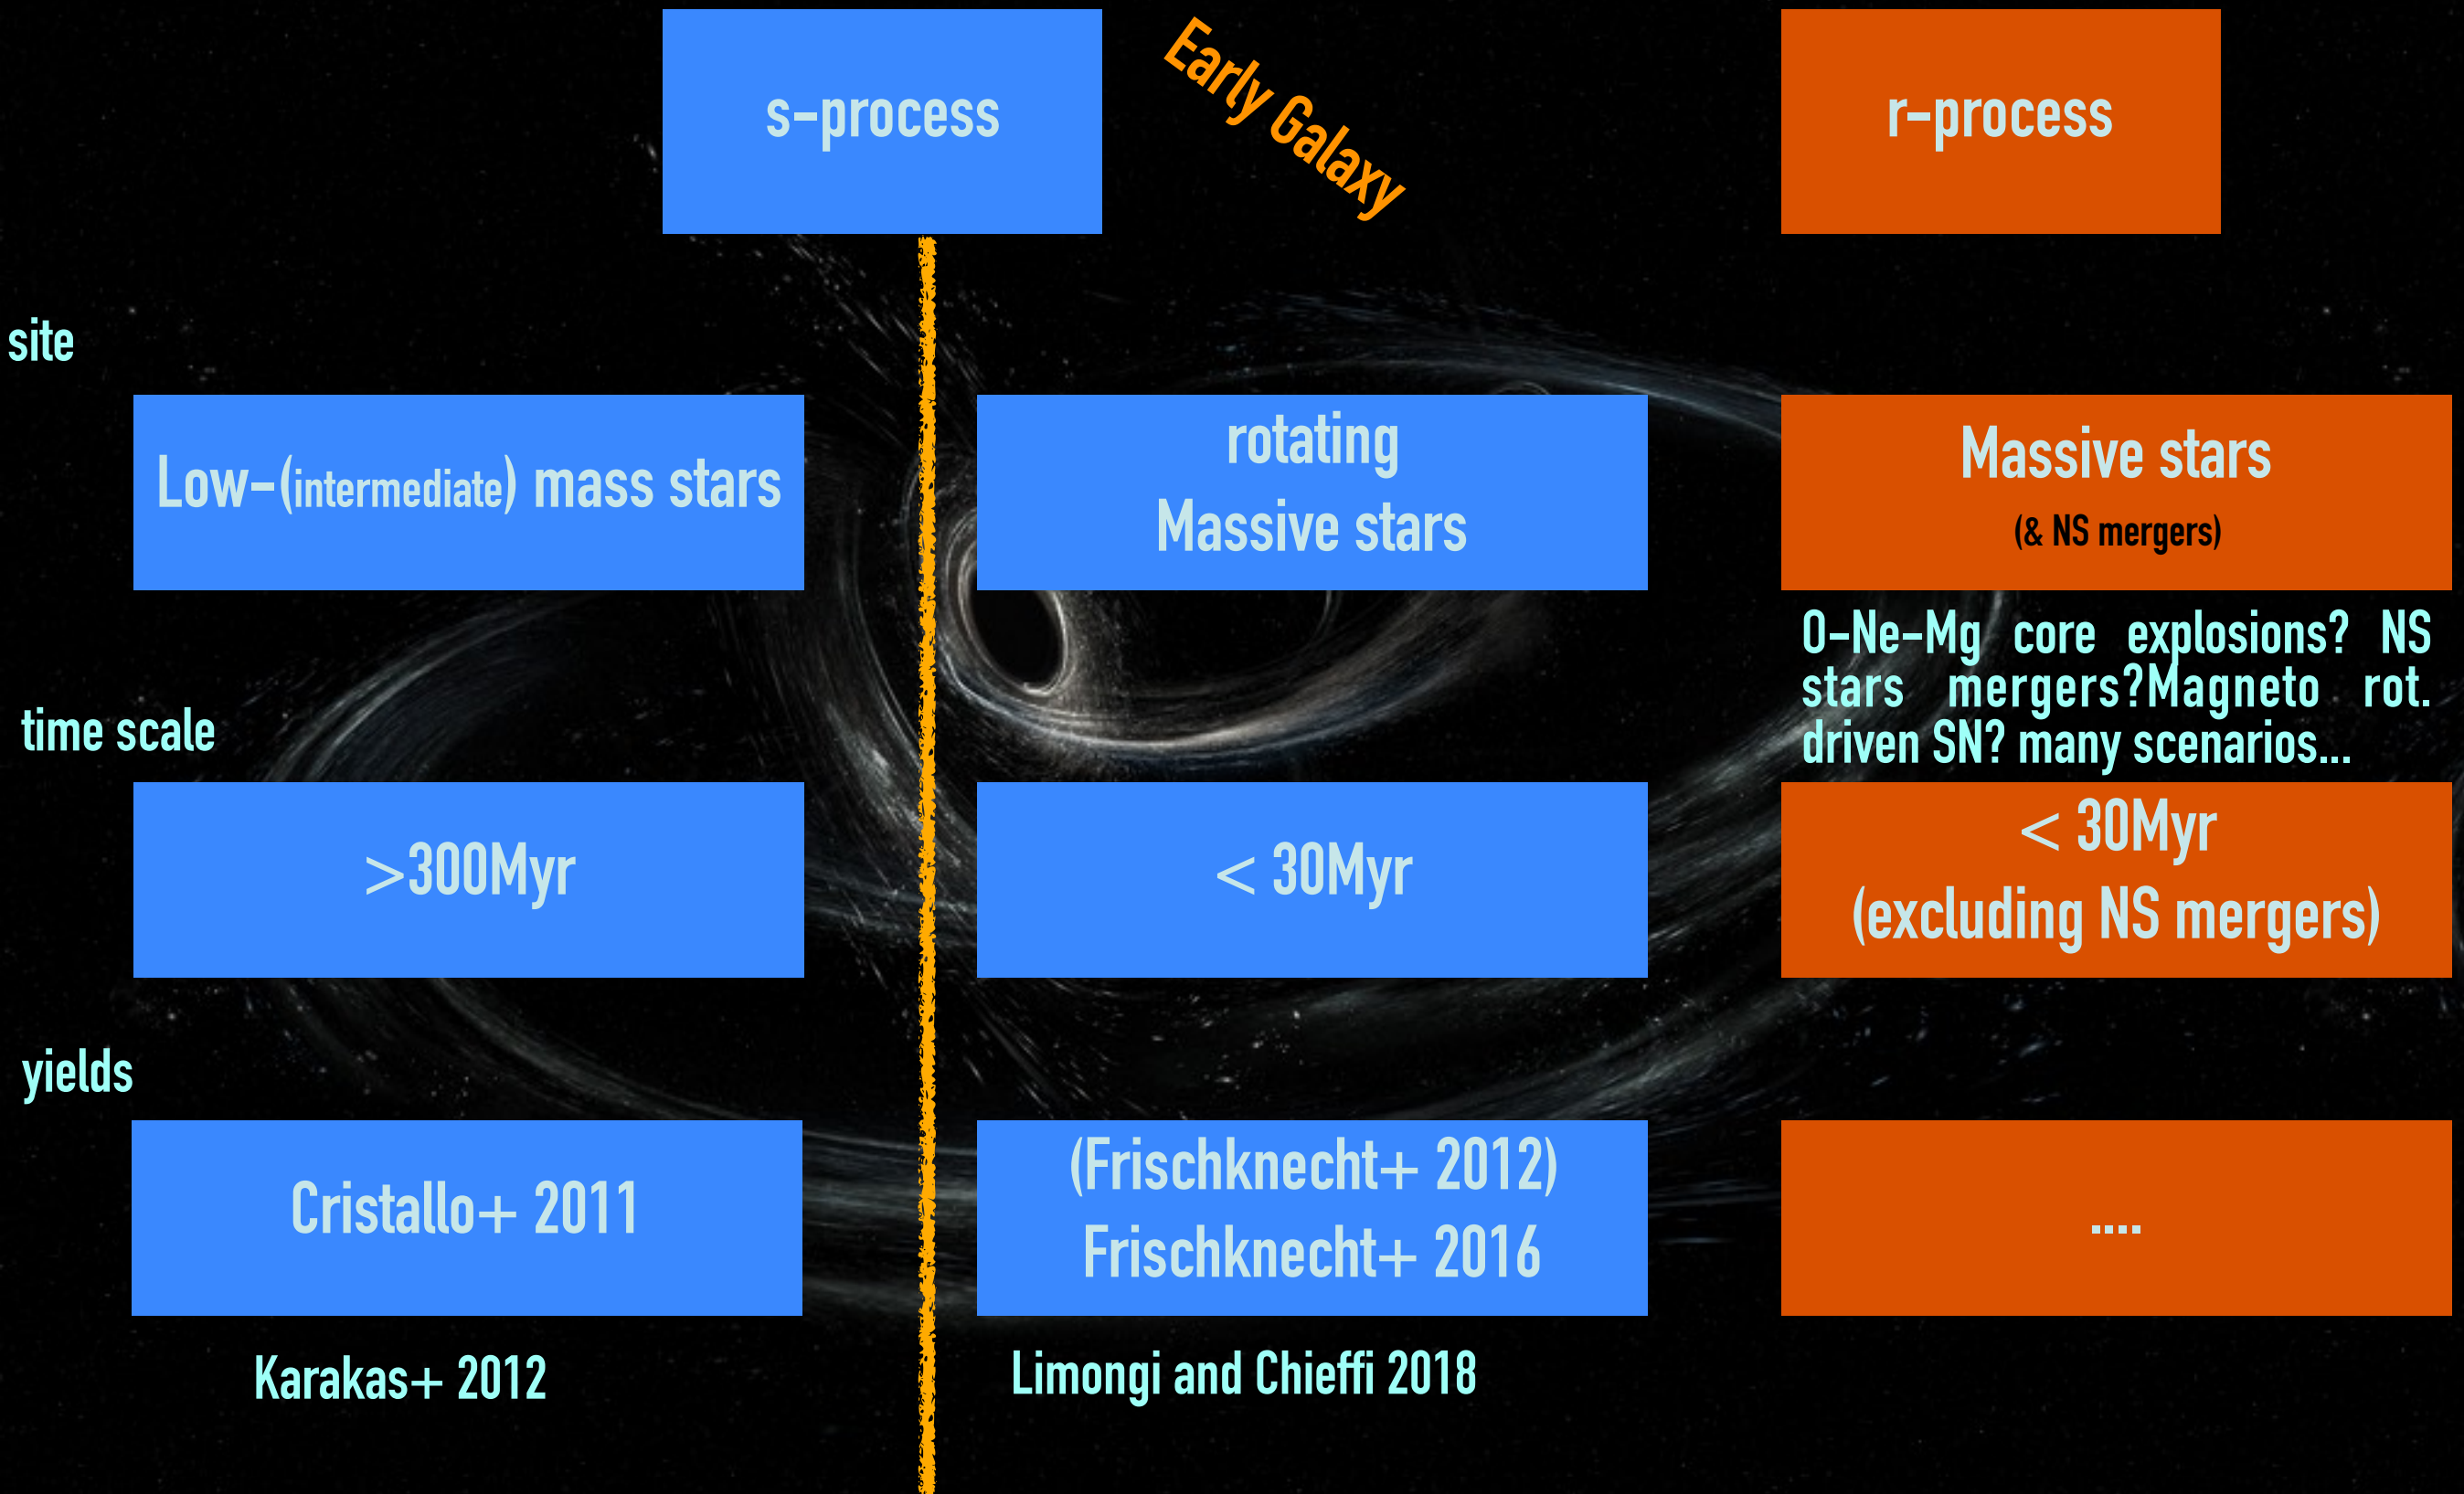 s-process
Early Galaxy
r-process
site
Low-(intermediate) mass stars
rotating
Massive stars
Massive stars
(& NS mergers)
O-Ne-Mg core explosions? NS
stars mergers?Magneto rot.
driven SN? many scenarios...
time scale
>300Myr
< 30Myr
< 30Myr
(excluding NS mergers)
yields
Cristallo+ 2011
(Frischknecht+ 2012)
Frischknecht+ 2016
....
Karakas+ 2012
Limongi and Chieffi 2018